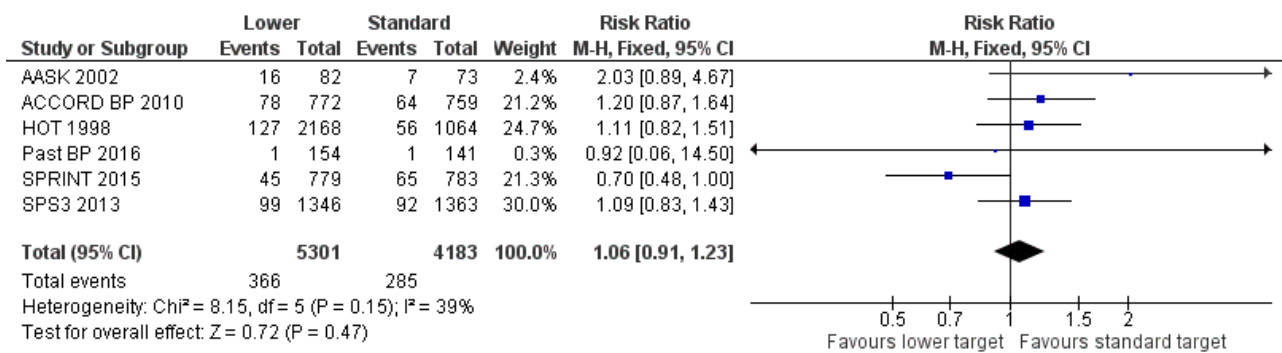 Lower Standard Risk Ratio Risk Ratio
Study or Subgroup Events Total Events Total Weight M-H, Fixed, 95% CI M-H, Fixed, 95% CI
AASK 2002 16 82 7 73 2.4% 2.03 [0.89, 4.67]
ACCORD BP 2010 78 772 64 759 21.2% 1.20 [0.87, 1.64]
HOT 1998 127 2168 56 1064 24.7% 1.11 [0.82, 1.51]
Past BP 2016 1 154 1 141 0.3% 0.92 [0.06, 14.50]
SPRINT 2015 45 779 65 783 21.3% 0.70 [0.48, 1.00]
SPS3 2013 99 1346 92 1363 30.0% 1.09 [0.83, 1.43]
Total (95% CI) 5301 4183 100.0% 1.06 [0.91, 1.23]
Total events 366 285
Heterogeneity: Chi² = 8.15, df = 5 (P = 0.15); I² = 39%
Test for overall effect: Z = 0.72 (P = 0.47)
0.5 0.7 1 1.5 2
Favours lower target Favours standard target